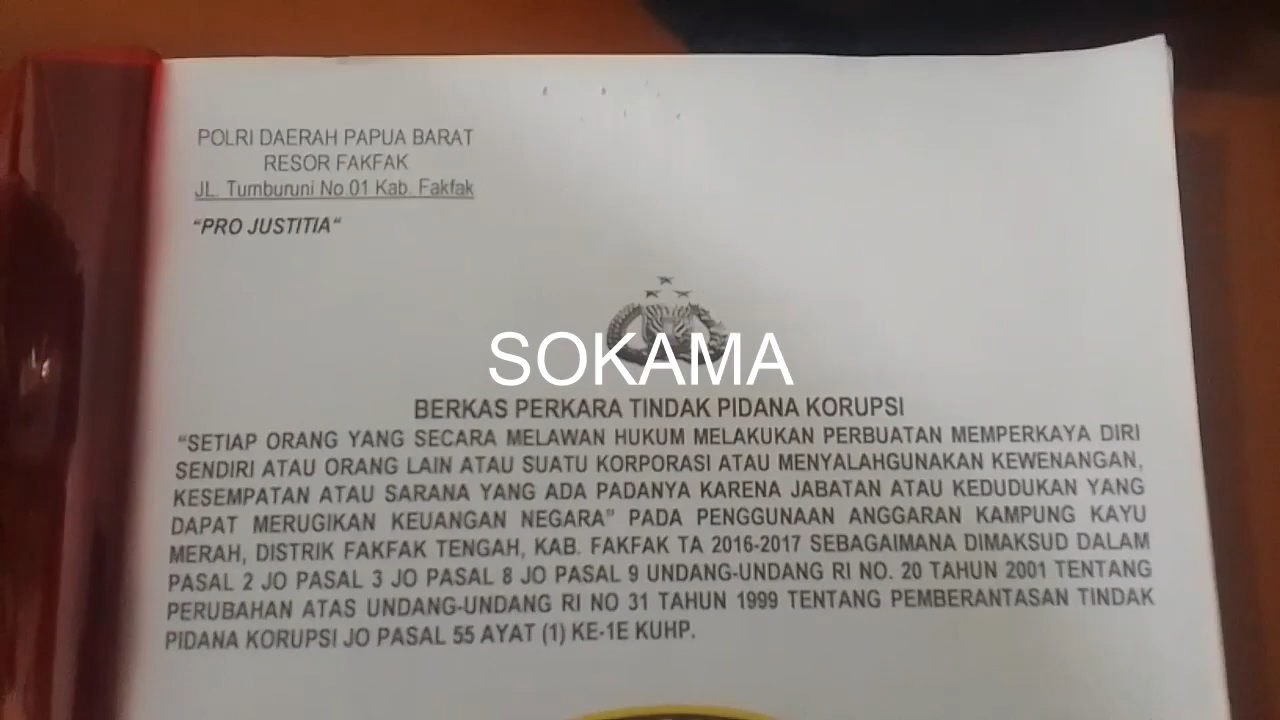 POLRI DAERAH PAPUA BARAT
RESOR FAKFAK
JL. Tumburuni No.01 Kab. Fakfak
“PRO JUSTITIA“
SOKAMA
BERKAS PERKARA TINDAK PIDANA KORUPSI
“SETIAP ORANG YANG SECARA MELAWAN HUKUM MELAKUKAN PERBUATAN MEMPERKAYA DIRI
SENDIRI ATAU ORANG LAIN ATAU SUATU KORPORASI ATAU MENYALAHGUNAKAN KEWENANGAN,
KESEMPATAN ATAU SARANA YANG ADA PADANYA KARENA JABATAN ATAU KEDUDUKAN YANG
DAPAT MERUGIKAN KEUANGAN NEGARA” PADA PENGGUNAAN ANGGARAN KAMPUNG KAYU
MERAH, DISTRIK FAKFAK TENGAH, KAB. FAKFAK TA 2016-2017 SEBAGAIMANA DIMAKSUD DALAM
PASAL 2 JO PASAL 3 JO PASAL 8 JO PASAL 9 UNDANG-UNDANG RI NO. 20 TAHUN 2001 TENTANG
PERUBAHAN ATAS UNDANG-UNDANG RI NO 31 TAHUN 1999 TENTANG PEMBERANTASAN TINDAK
PIDANA KORUPSI JO PASAL 55 AYAT (1) KE-1E KUHP.